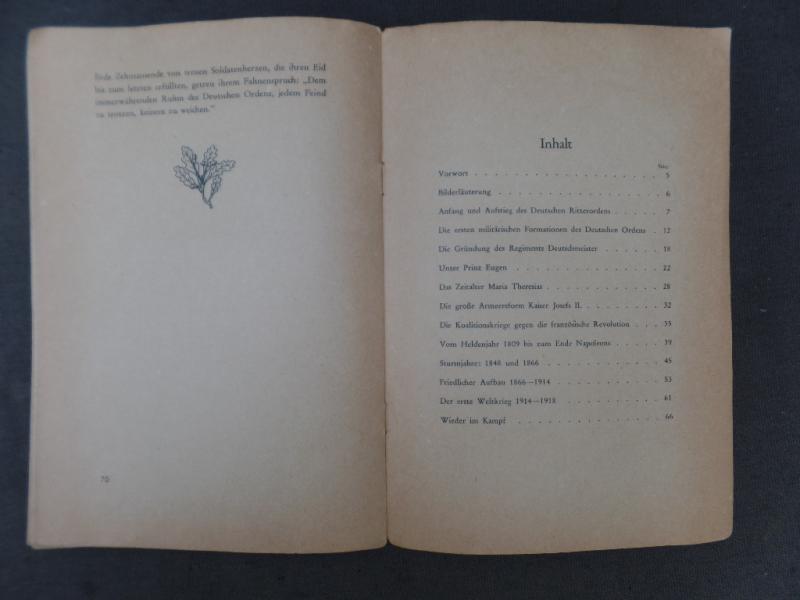 Erde Zehntausende von treuen Soldatenherzen, die ihren Eid
bis zum letzten erfüllten, getreu ihrem Fahnenspruch: „Dem
immerwährenden Ruhm des Deutschen Ordens, jedem Feind
zu trotzen, keinem zu weichen.“
70
Inhalt
Seite
Vorwort . . . . . . . . . . . . . . . . . 5
Bilderläuterung . . . . . . . . . . . . . . 6
Anfang und Aufstieg des Deutschen Ritterordens . . . . . 7
Die ersten militärischen Formationen des Deutschen Ordens . 12
Die Gründung des Regiments Deutschmeister . . . . . . 18
Unser Prinz Eugen . . . . . . . . . . . . . 22
Das Zeitalter Maria Theresias . . . . . . . . . . 28
Die große Armeereform Kaiser Josefs II. . . . . . . . 32
Die Koalitionskriege gegen die französische Revolution . . . 35
Vom Heldenjahr 1809 bis zum Ende Napoleons . . . . . 39
Sturmjahre: 1848 und 1866 . . . . . . . . . . 45
Friedlicher Aufbau 1866—1914 . . . . . . . . . 53
Der erste Weltkrieg 1914—1918 . . . . . . . . . 61
Wieder im Kampf . . . . . . . . . . . . . 66